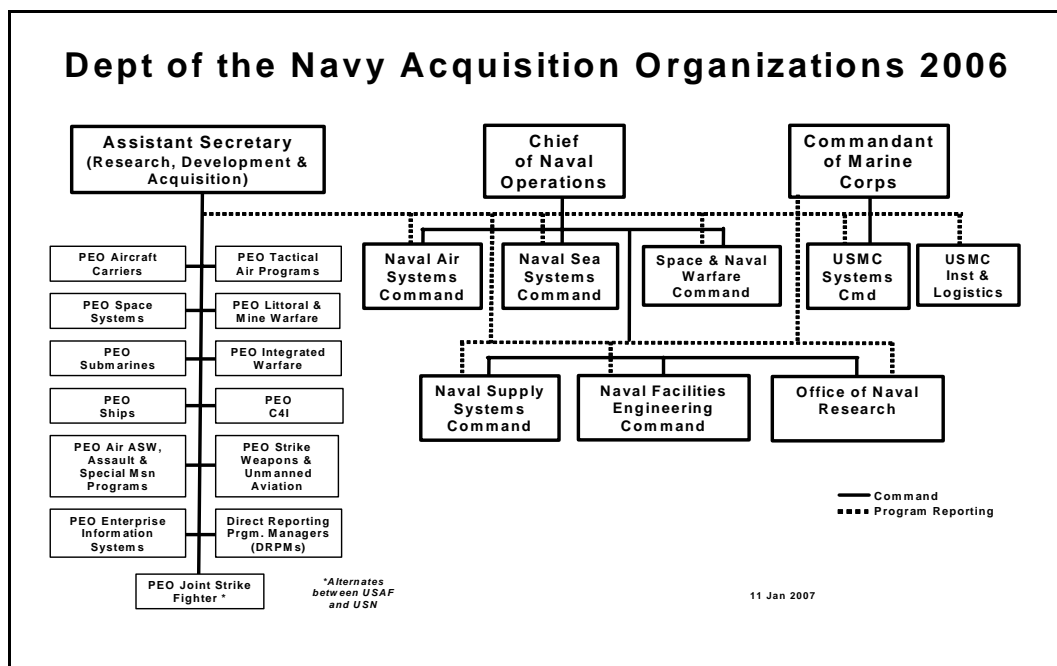 Dept of the Navy Acquisition Organizations 2006
Assistant Secretary
(Research, Development &
Acquisition)
Chief
of Naval
Operations
Commandant
of Marine
Corps
PEO Aircraft
Carriers
PEO Tactical
Air Programs
PEO Space
Systems
PEO Littoral &
Mine Warfare
PEO
Submarines
PEO Integrated
Warfare
PEO
Ships
PEO
C4I
PEO Air ASW,
Assault &
Special Msn
Programs
PEO Strike
Weapons &
Unmanned
Aviation
PEO Enterprise
Information
Systems
Direct Reporting
Prgm. Managers
(DRPMs)
PEO Joint Strike
Fighter *
*Alternates
between USAF
and USN
Naval Air
Systems
Command
Naval Sea
Systems
Command
Space & Naval
Warfare
Command
USMC
Systems
Cmd
USMC
Inst &
Logistics
Naval Supply
Systems
Command
Naval Facilities
Engineering
Command
Office of Naval
Research
Command
Program Reporting
11 Jan 2007